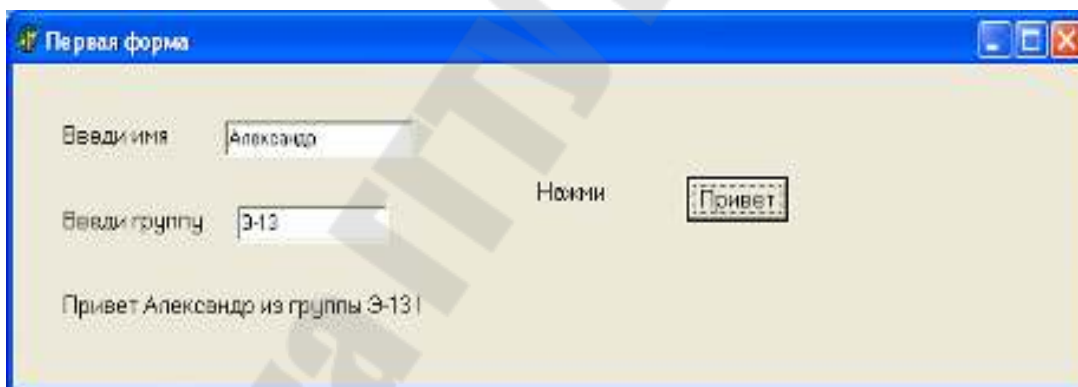 Первая форма
Введи имя
Александр
Нажми
Привет
Введи группу
Э-13
Привет Александр из группы Э-13!